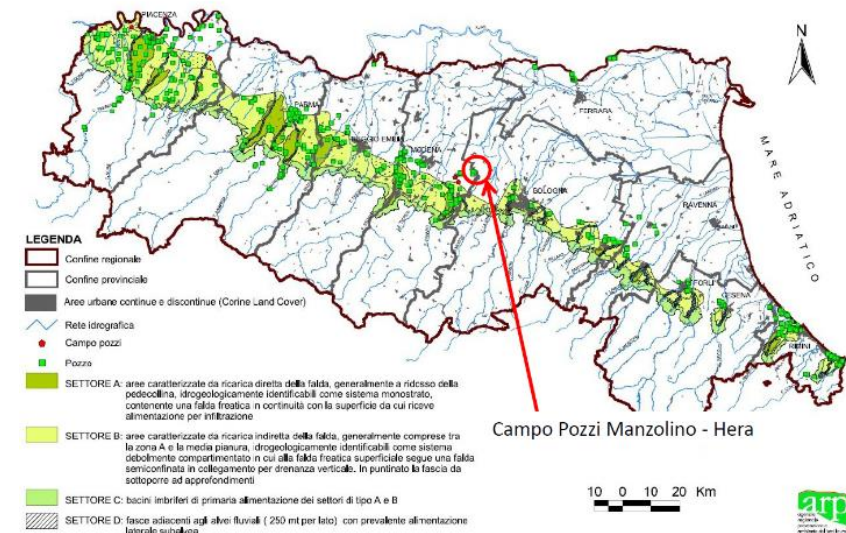 PIACENZA
PARMA
REGGIO EMILIA
MODENA
FERRARA
BOLOGNA
RAVENNA
FORLI
CESENA
RIMINI
N
MARE ADRIATICO
LEGENDA
Confine regionale
Confine provinciale
Aree urbane continue e discontinue (Corine Land Cover)
Rete idrografica
Campo pozzi
Pozzo
SETTORE A: aree caratterizzate da ricarica diretta della falda, generalmente a ridosso della
pedecollina, idrogeologicamente identificabili come sistema monostrato,
contenente una falda freatica in continuità con la superficie da cui riceve
alimentazione per infiltrazione
SETTORE B: aree caratterizzate da ricarica indiretta della falda, generalmente comprese tra
la zona A e la media pianura, idrogeologicamente identificabili come sistema
debolmente compartimentato in cui alla falda freatica superficiale segue una falda
semiconfinata in collegamento per drenanza verticale. In puntinato la fascia da
sottoporre ad approfondimenti
SETTORE C: bacini imbriferi di primaria alimentazione dei settori di tipo A e B
SETTORE D: fasce adiacenti agli alvei fluviali ( 250 mt per lato) con prevalente alimentazione
laterale subalvea
Campo Pozzi Manzolino - Hera
10 0 10 20 Km
arp